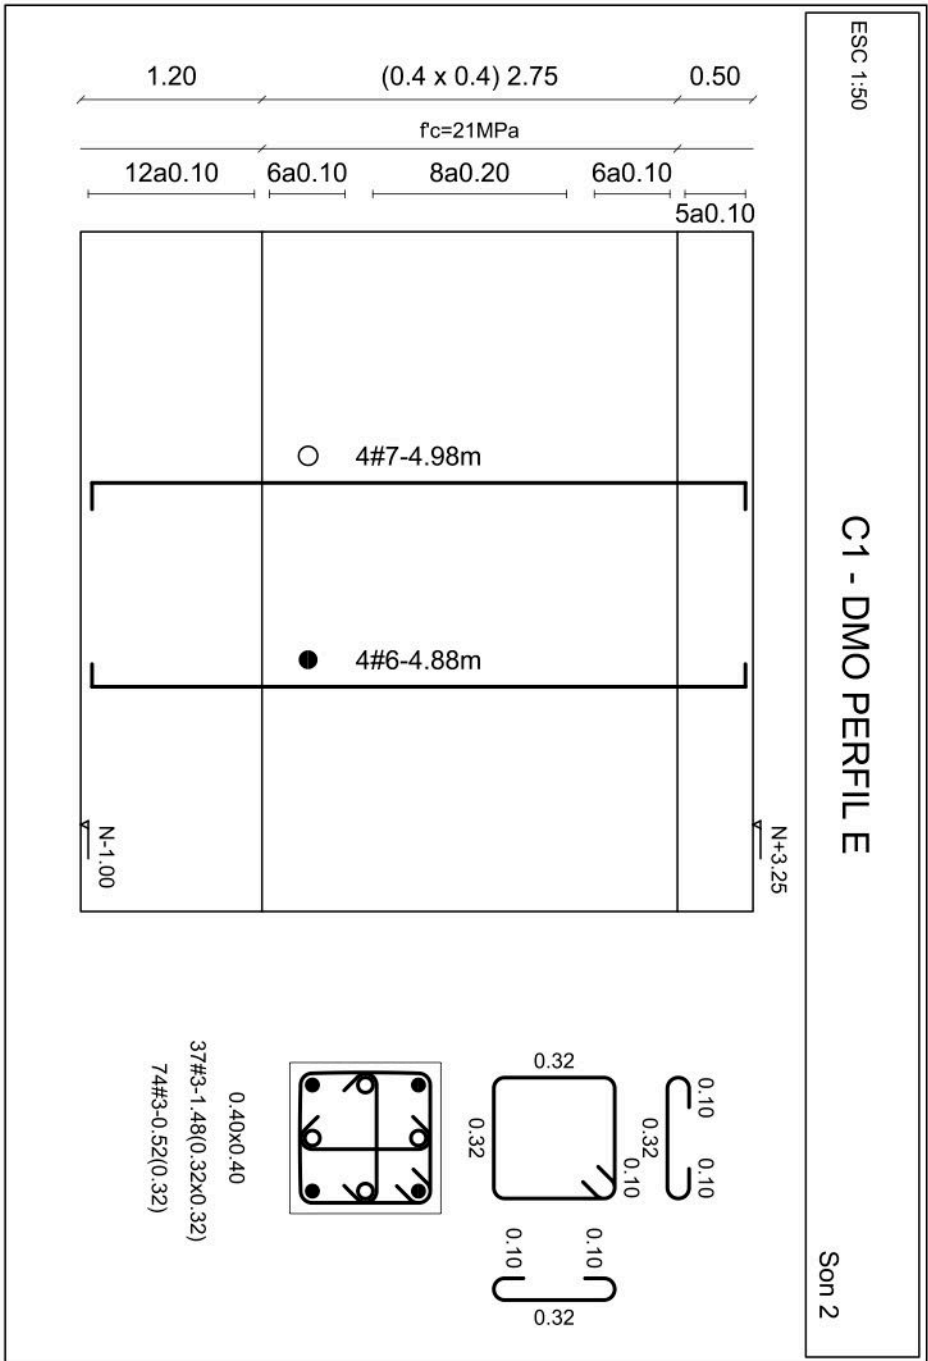 ESC 1:50
C1 - DMO PERFIL E
Son 2
1.20
(0.4 x 0.4) 2.75
0.50
f'c=21MPa
12a0.10
6a0.10
8a0.20
6a0.10
5a0.10
4#7-4.98m
4#6-4.88m
N-1.00
N+3.25
0.10
0.10
0.32
0.32
0.32
0.10
0.10
0.10
0.32
0.40x0.40
37#3-1.48(0.32x0.32)
74#3-0.52(0.32)